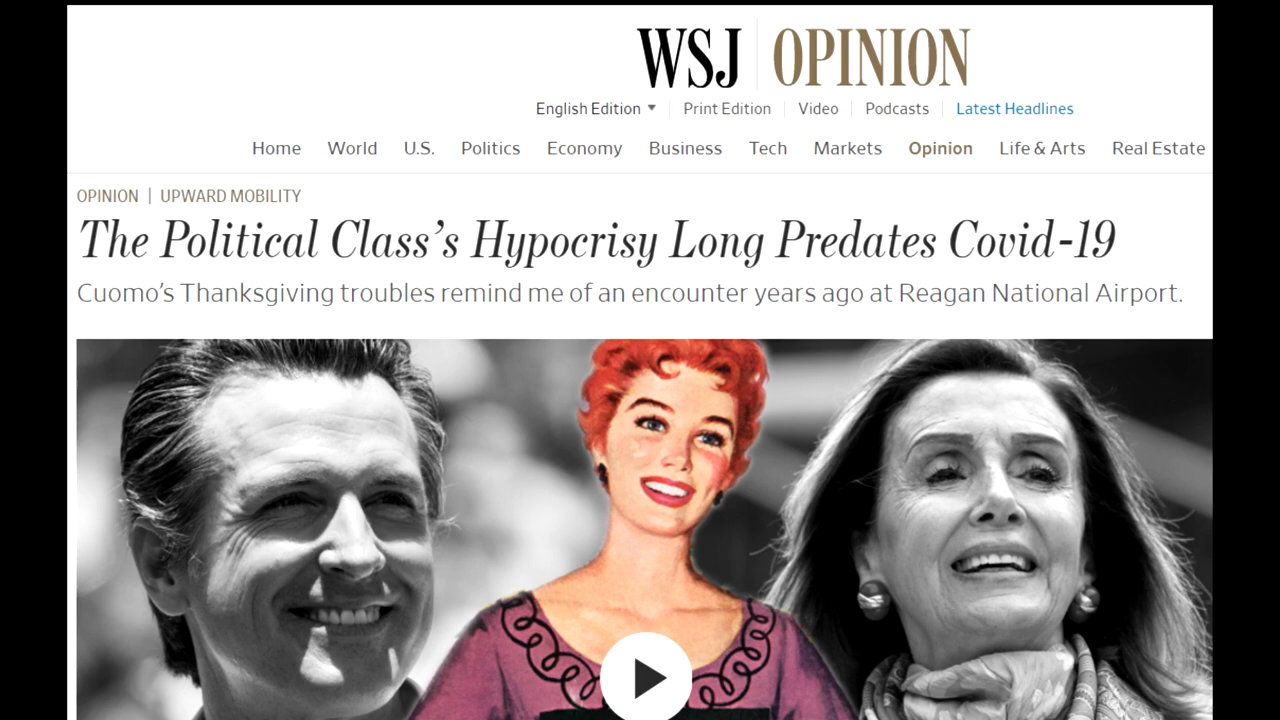 WSJ OPINION
English Edition Print Edition Video Podcasts Latest Headlines
Home World U.S. Politics Economy Business Tech Markets Opinion Life & Arts Real Estate
OPINION | UPWARD MOBILITY
The Political Class’s Hypocrisy Long Predates Covid-19
Cuomo’s Thanksgiving troubles remind me of an encounter years ago at Reagan National Airport.